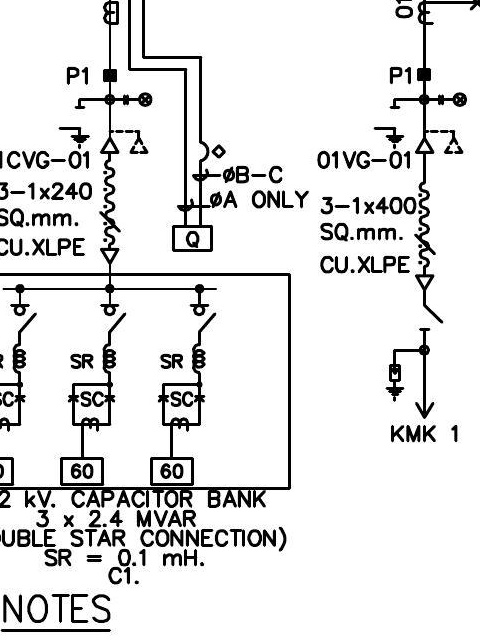 01
P1
P1
1CVG-01
01VG-01
øB-C
øA ONLY
3-1x240
SQ.mm.
CU.XLPE
3-1x400
SQ.mm.
CU.XLPE
Q
R
SR
SR
SC
SC
SC
0
60
60
KMK 1
2 kV. CAPACITOR BANK
3 x 2.4 MVAR
OUBLE STAR CONNECTION)
SR = 0.1 mH.
C1.
NOTES